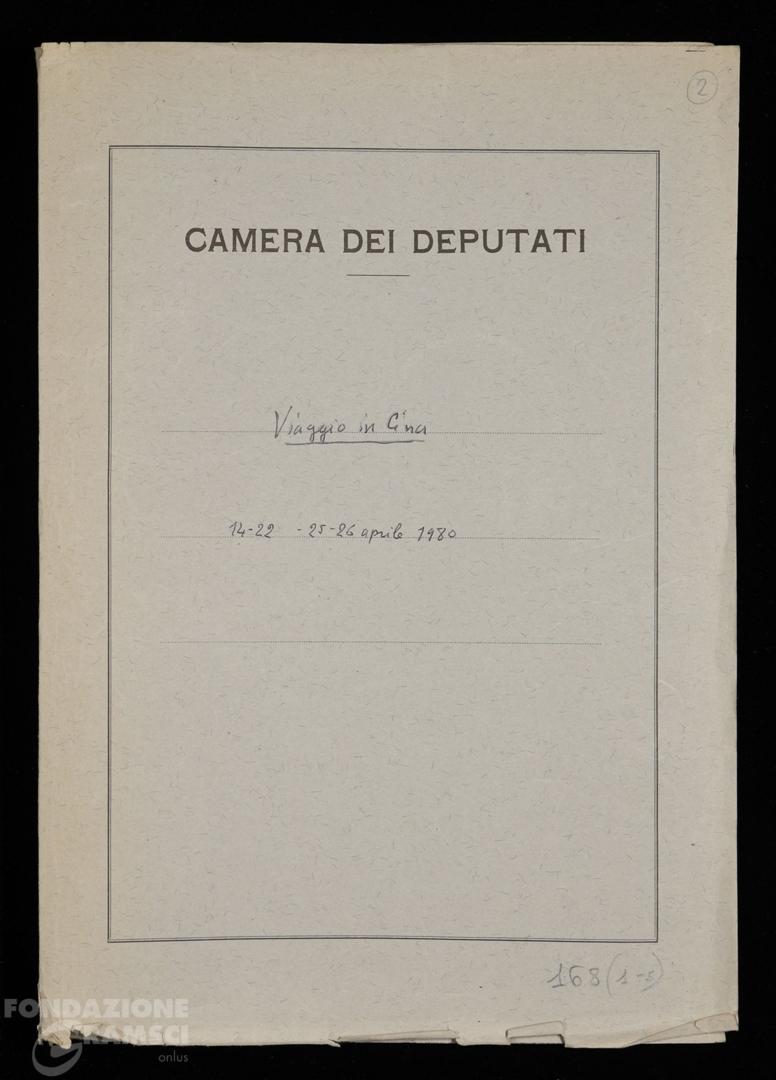 2
CAMERA DEI DEPUTATI
Viaggio in Cina
14-22 - 25-26 aprile 1980
168 (1-5)
FONDAZIONE
GRAMSCI
onlus